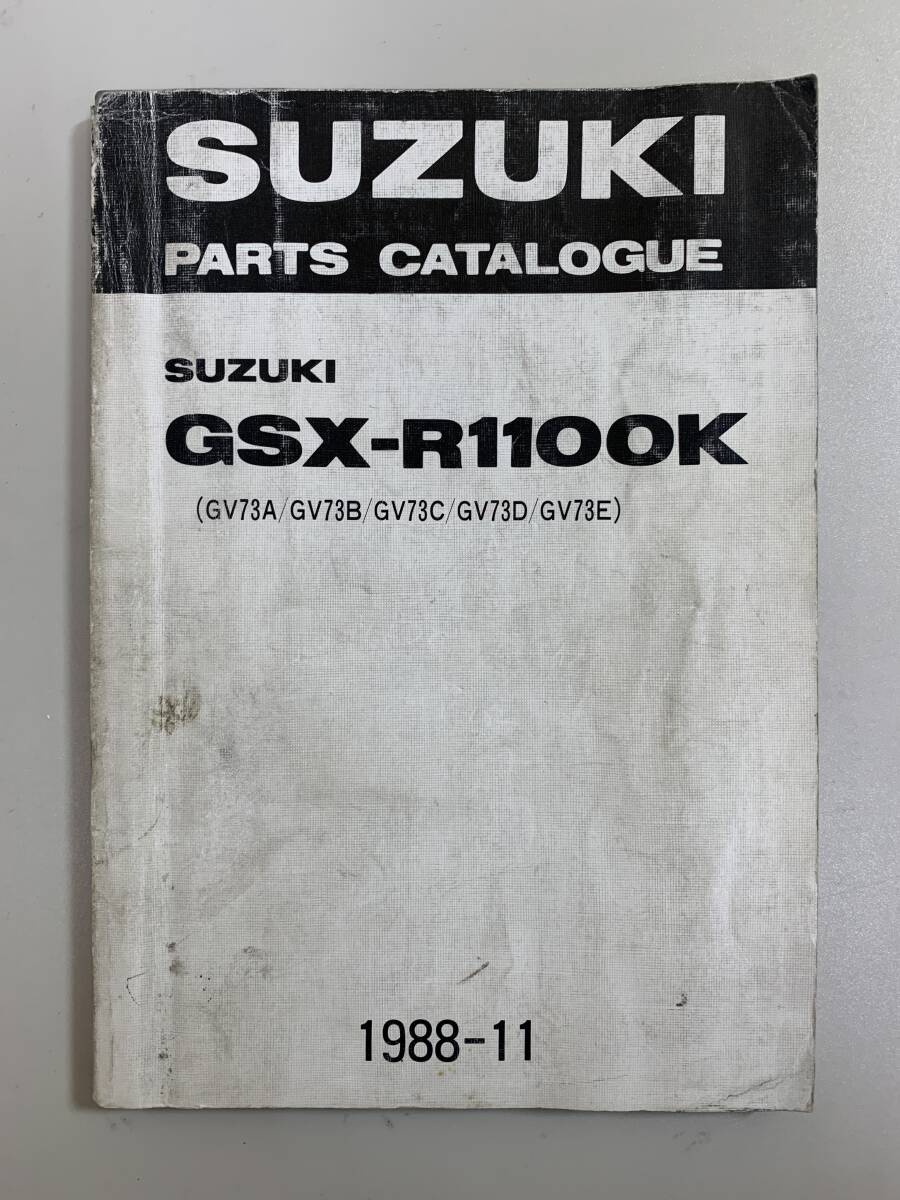 SUZUKI
PARTS CATALOGUE
SUZUKI
GSX-R1100K
(GV73A/GV73B/GV73C/GV73D/GV73E)
1988-11